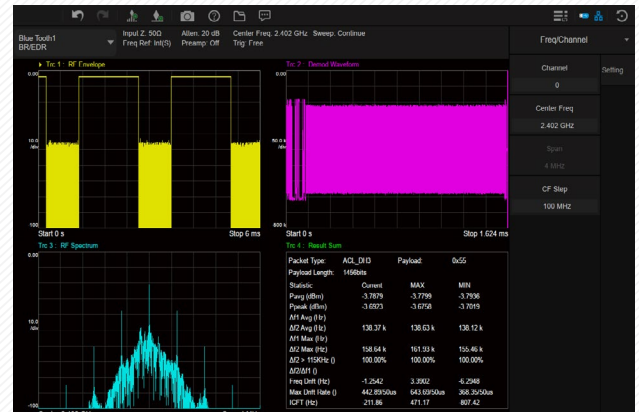 Blue Tooth1
BR/EDR
Input Z: 50Ω Atten: 20 dB Center Freq: 2.402 GHz Sweep: Continue
Freq Ref: Int(S) Preamp: Off Trig: Free
Freq/Channel
Trc 1 : RF Envelope
0.00
10.0
/div
-100
Start 0 s Stop 6 ms
Trc 2 : Demod Waveform
0.00
50.0 k
/div
Start 0 s Stop 1.624 ms
Channel
0
Setting
Center Freq
2.402 GHz
Span
4 MHz
CF Step
100 MHz
Trc 3 : RF Spectrum
0.00
10.0
/div
-100
Trc 4 : Result Sum
Packet Type: ACL_DH3 Payload: 0x55
Payload Length: 1456bits
Statistic Current MAX MIN
Pavg (dBm) -3.7879 -3.7799 -3.7936
Ppeak (dBm) -3.6923 -3.6758 -3.7019
Δf1 Avg (Hz)
Δf2 Avg (Hz) 138.37 k 138.63 k 138.12 k
Δf1 Max (Hz)
Δf2 Max (Hz) 158.64 k 161.93 k 155.46 k
Δf2 > 115KHz () 100.00% 100.00% 100.00%
Δf2/Δf1 ()
Freq Drift (Hz) -1.2542 3.3902 -6.2948
Max Drift Rate () 442.89/50us 643.69/50us 368.35/50us
ICFT (Hz) -211.86 471.17 -807.42